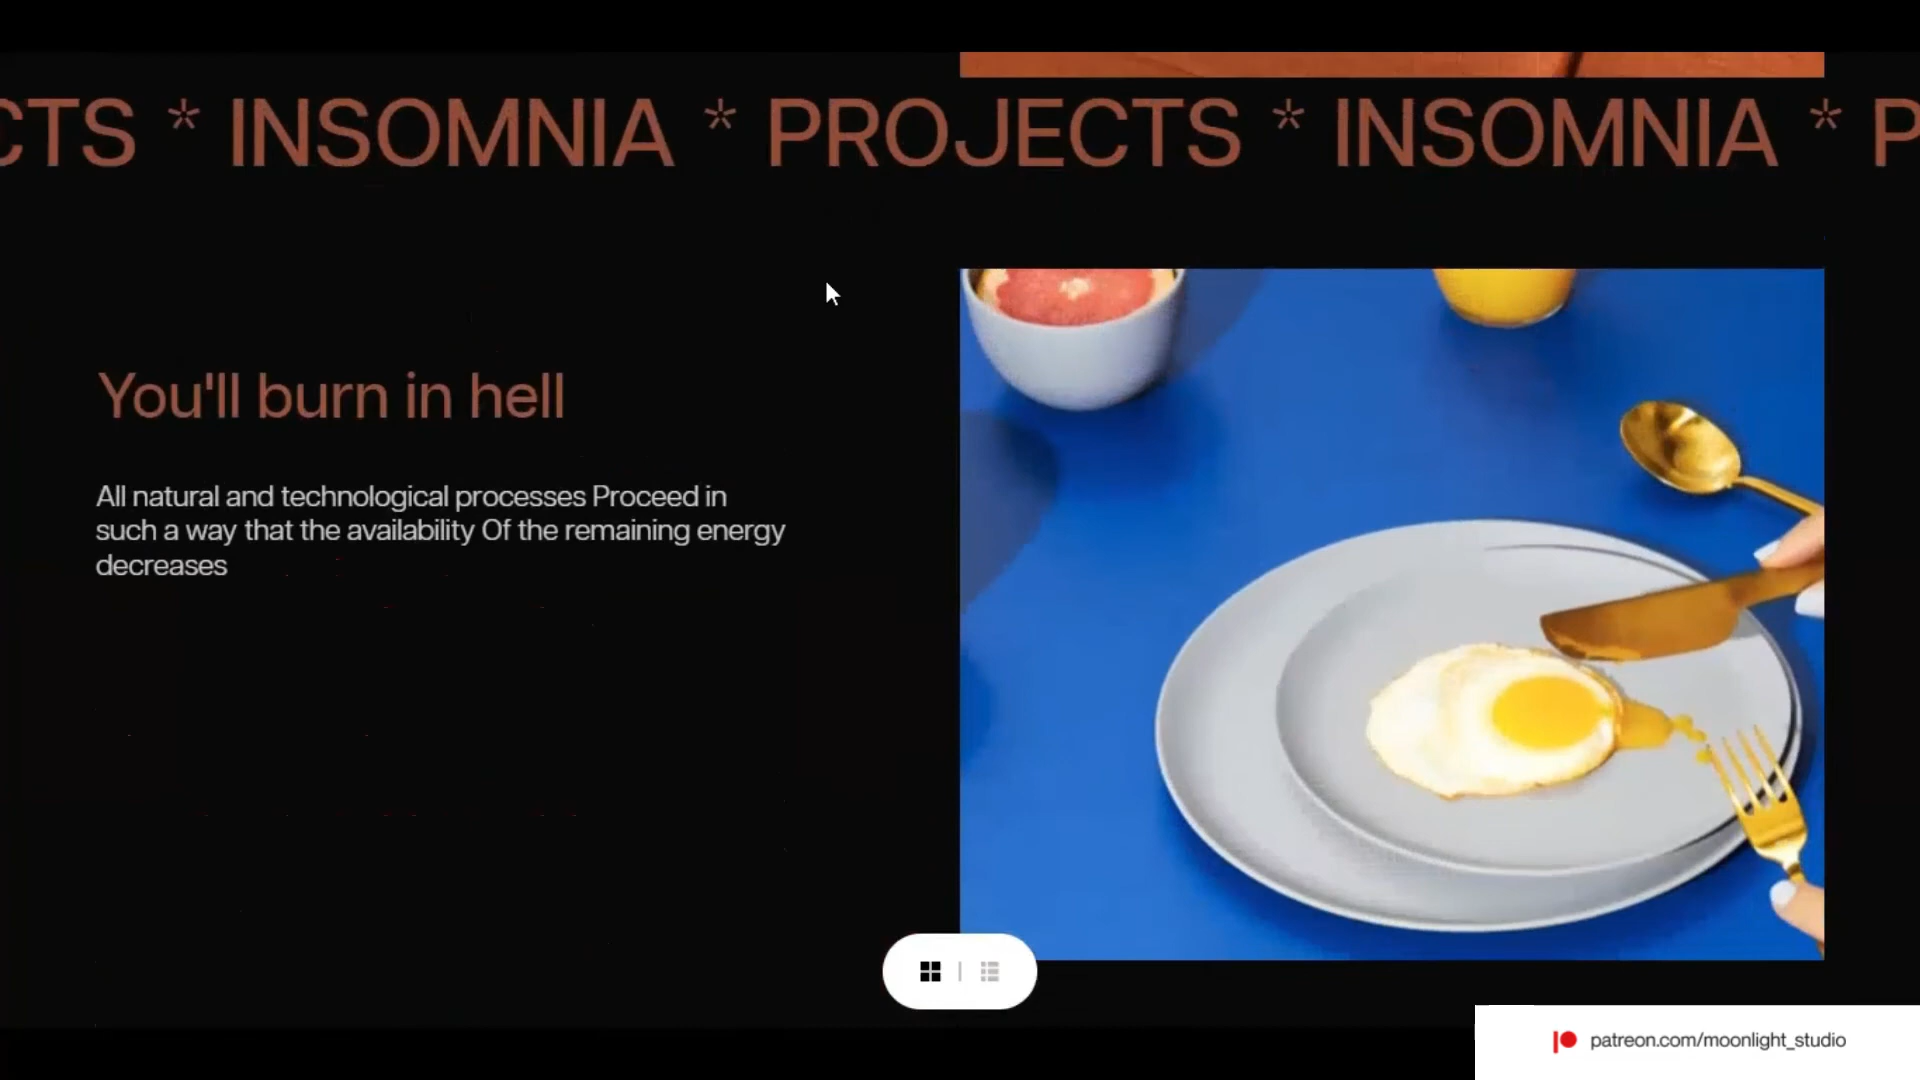 CTS * INSOMNIA * PROJECTS * INSOMNIA * P
You'll burn in hell
All natural and technological processes Proceed in
such a way that the availability Of the remaining energy
decreases
patreon.com/moonlight_studio